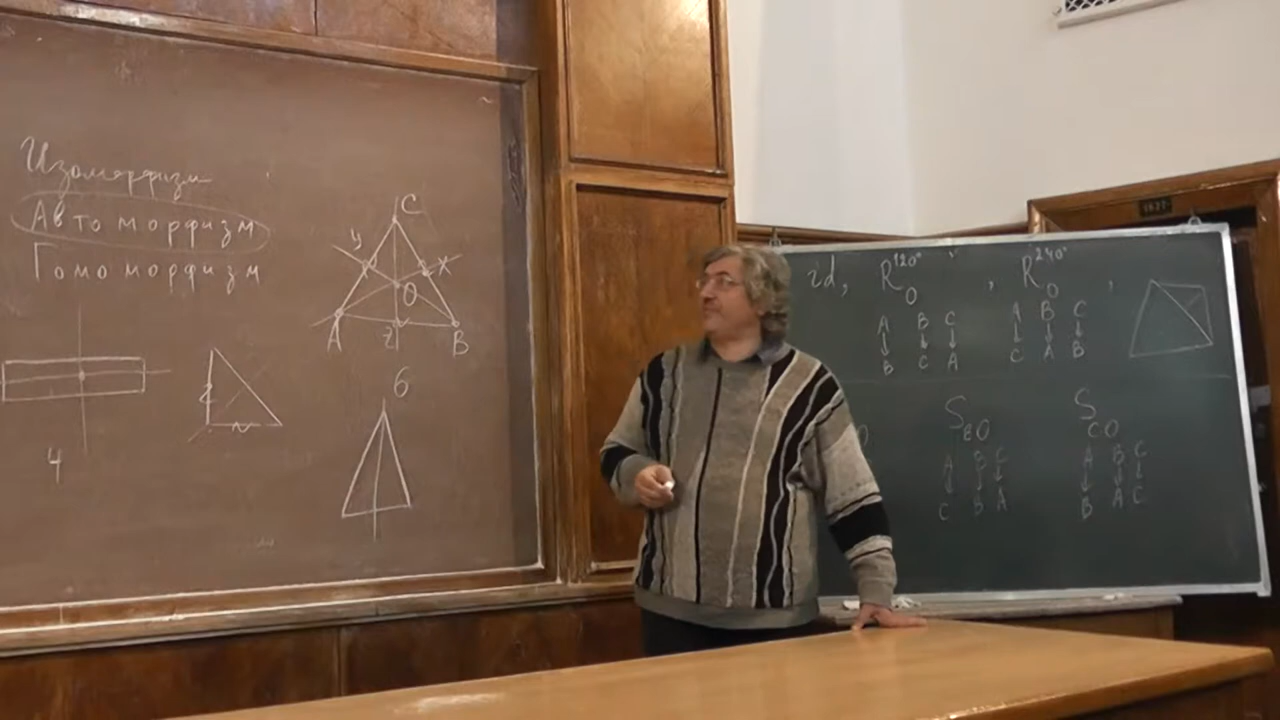 Изоморфизм
Автоморфизм
Гомоморфизм
C
y
X
O
A
Z
B
4
6
id, R 120° O , R 240° O ,
A B C A B C
↓ ↓ ↓ ↓ ↓ ↓
B C A C A B
S BO S CO
A B C A B C
↓ ↓ ↓ ↓ ↓ ↓
C B A B A C